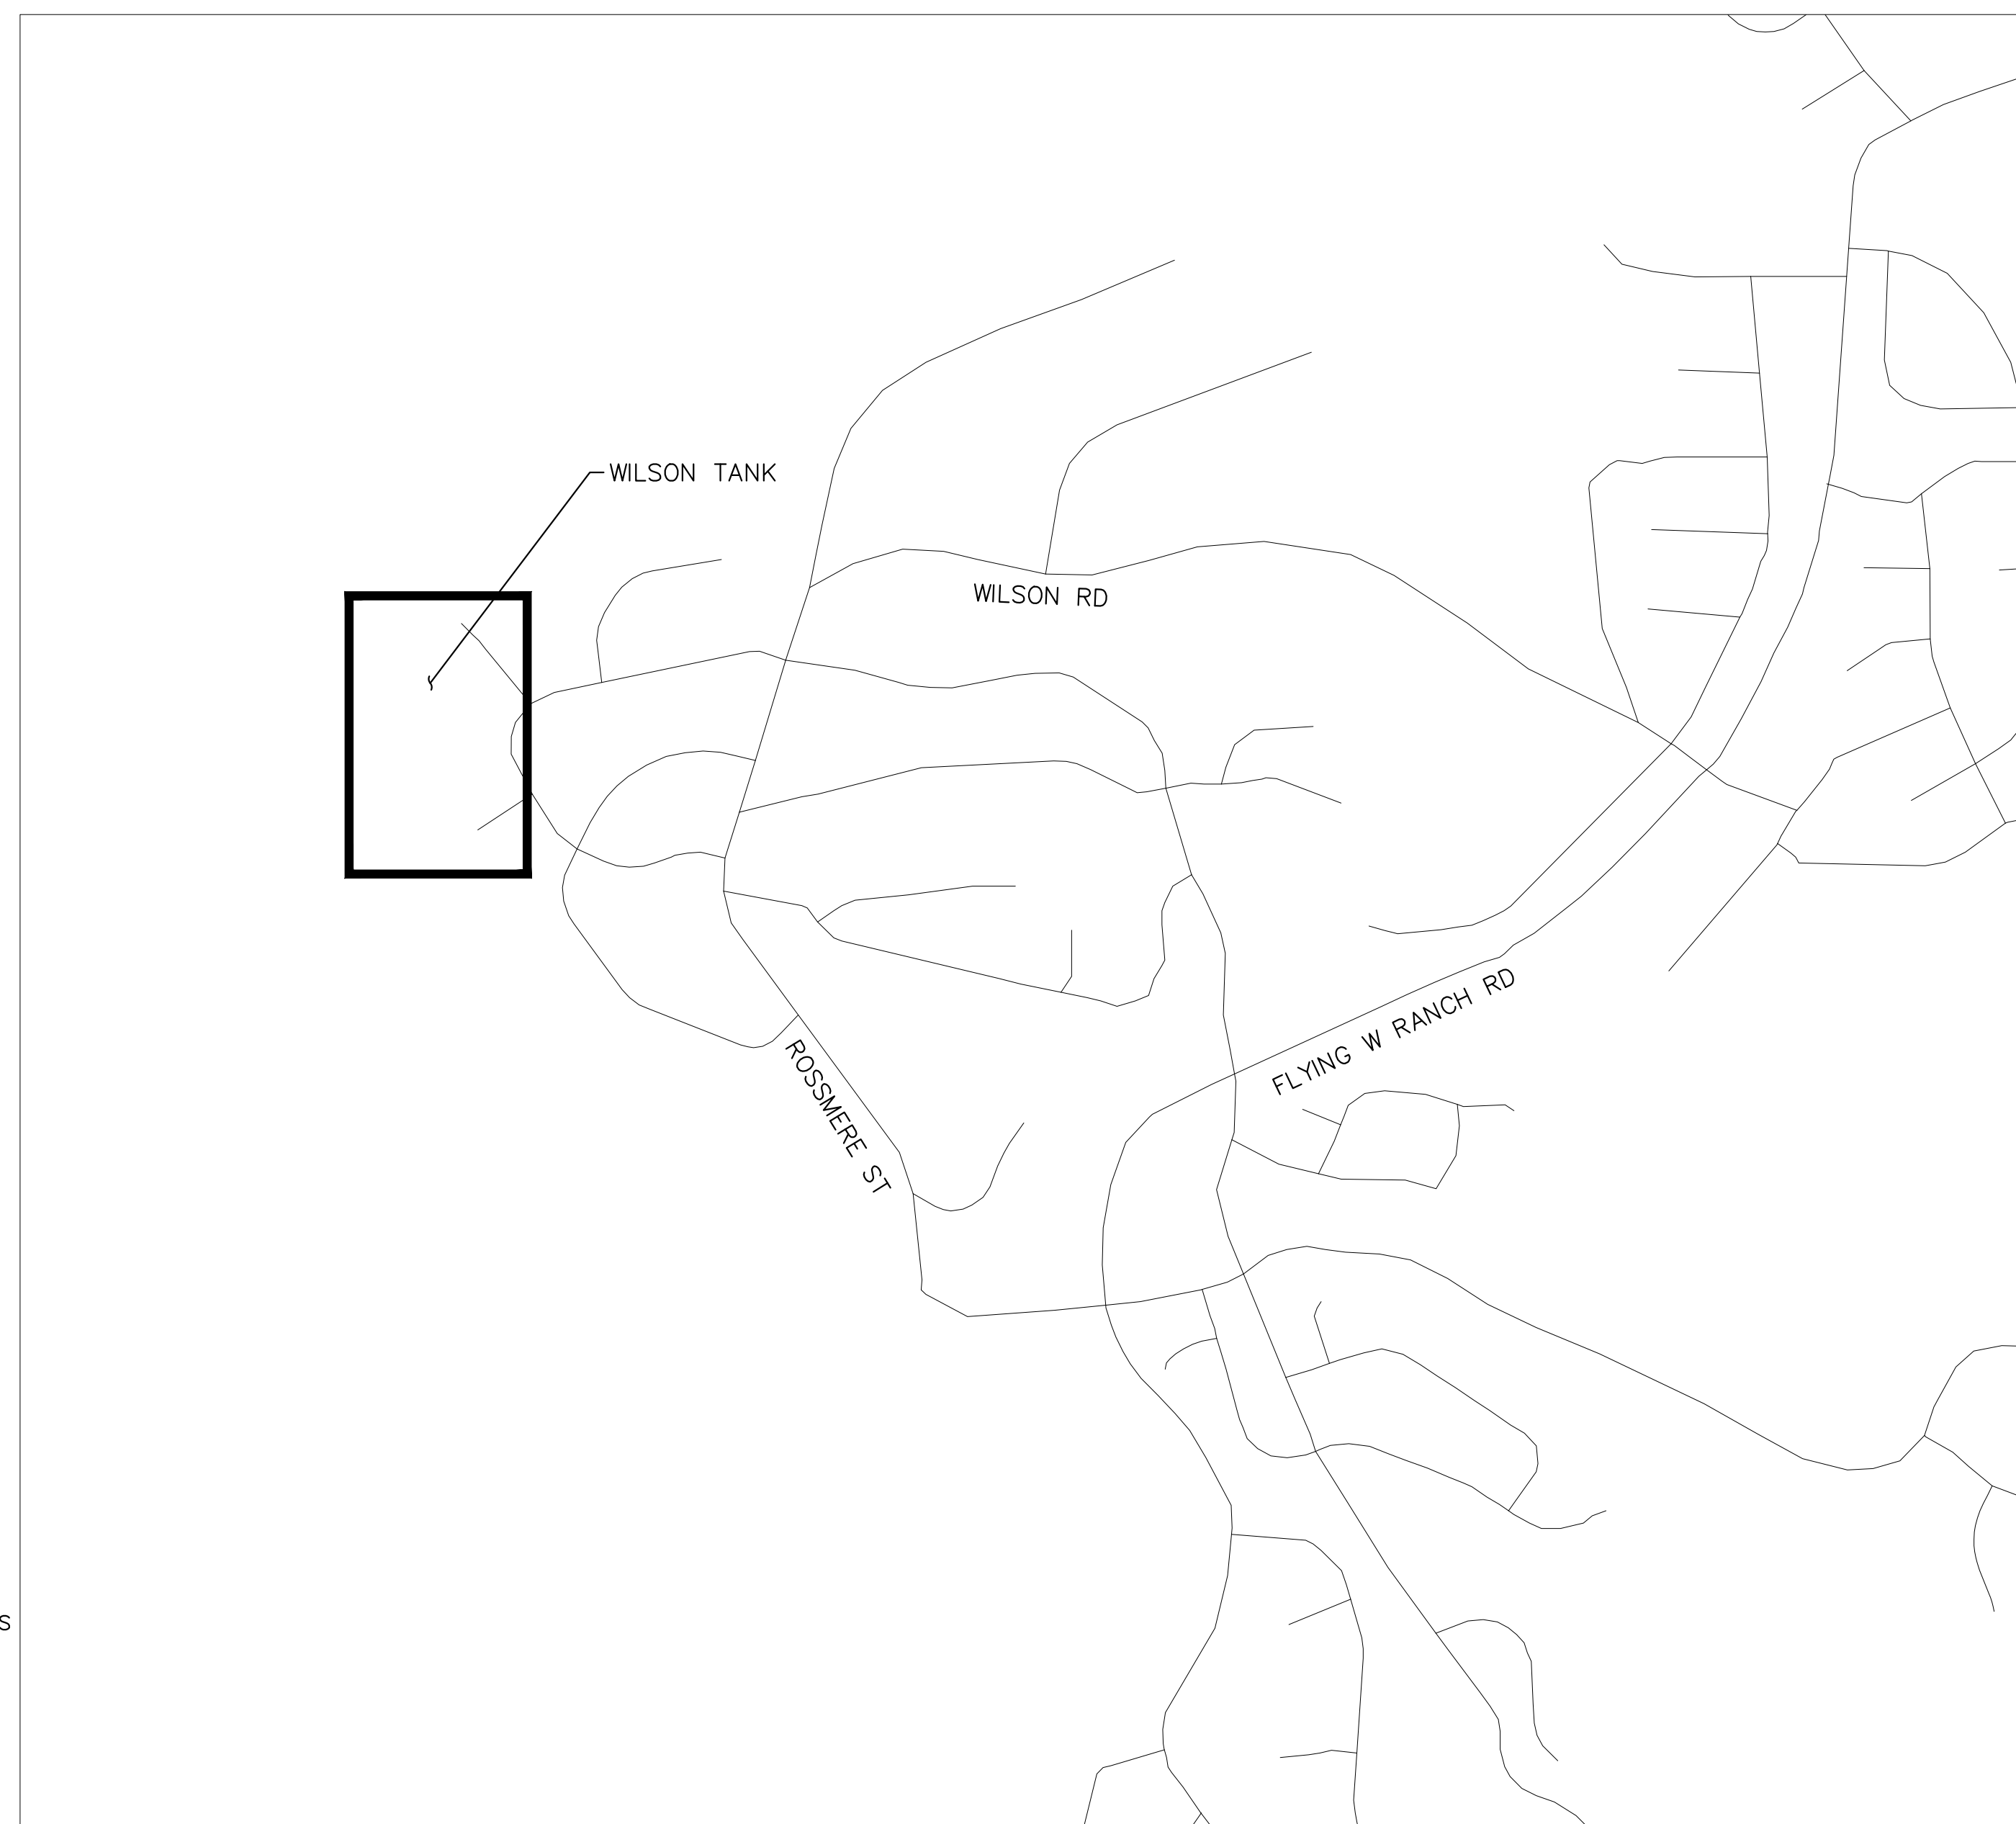 WILSON TANK
WILSON RD
FLYING W RANCH RD
ROSSMERE ST
S